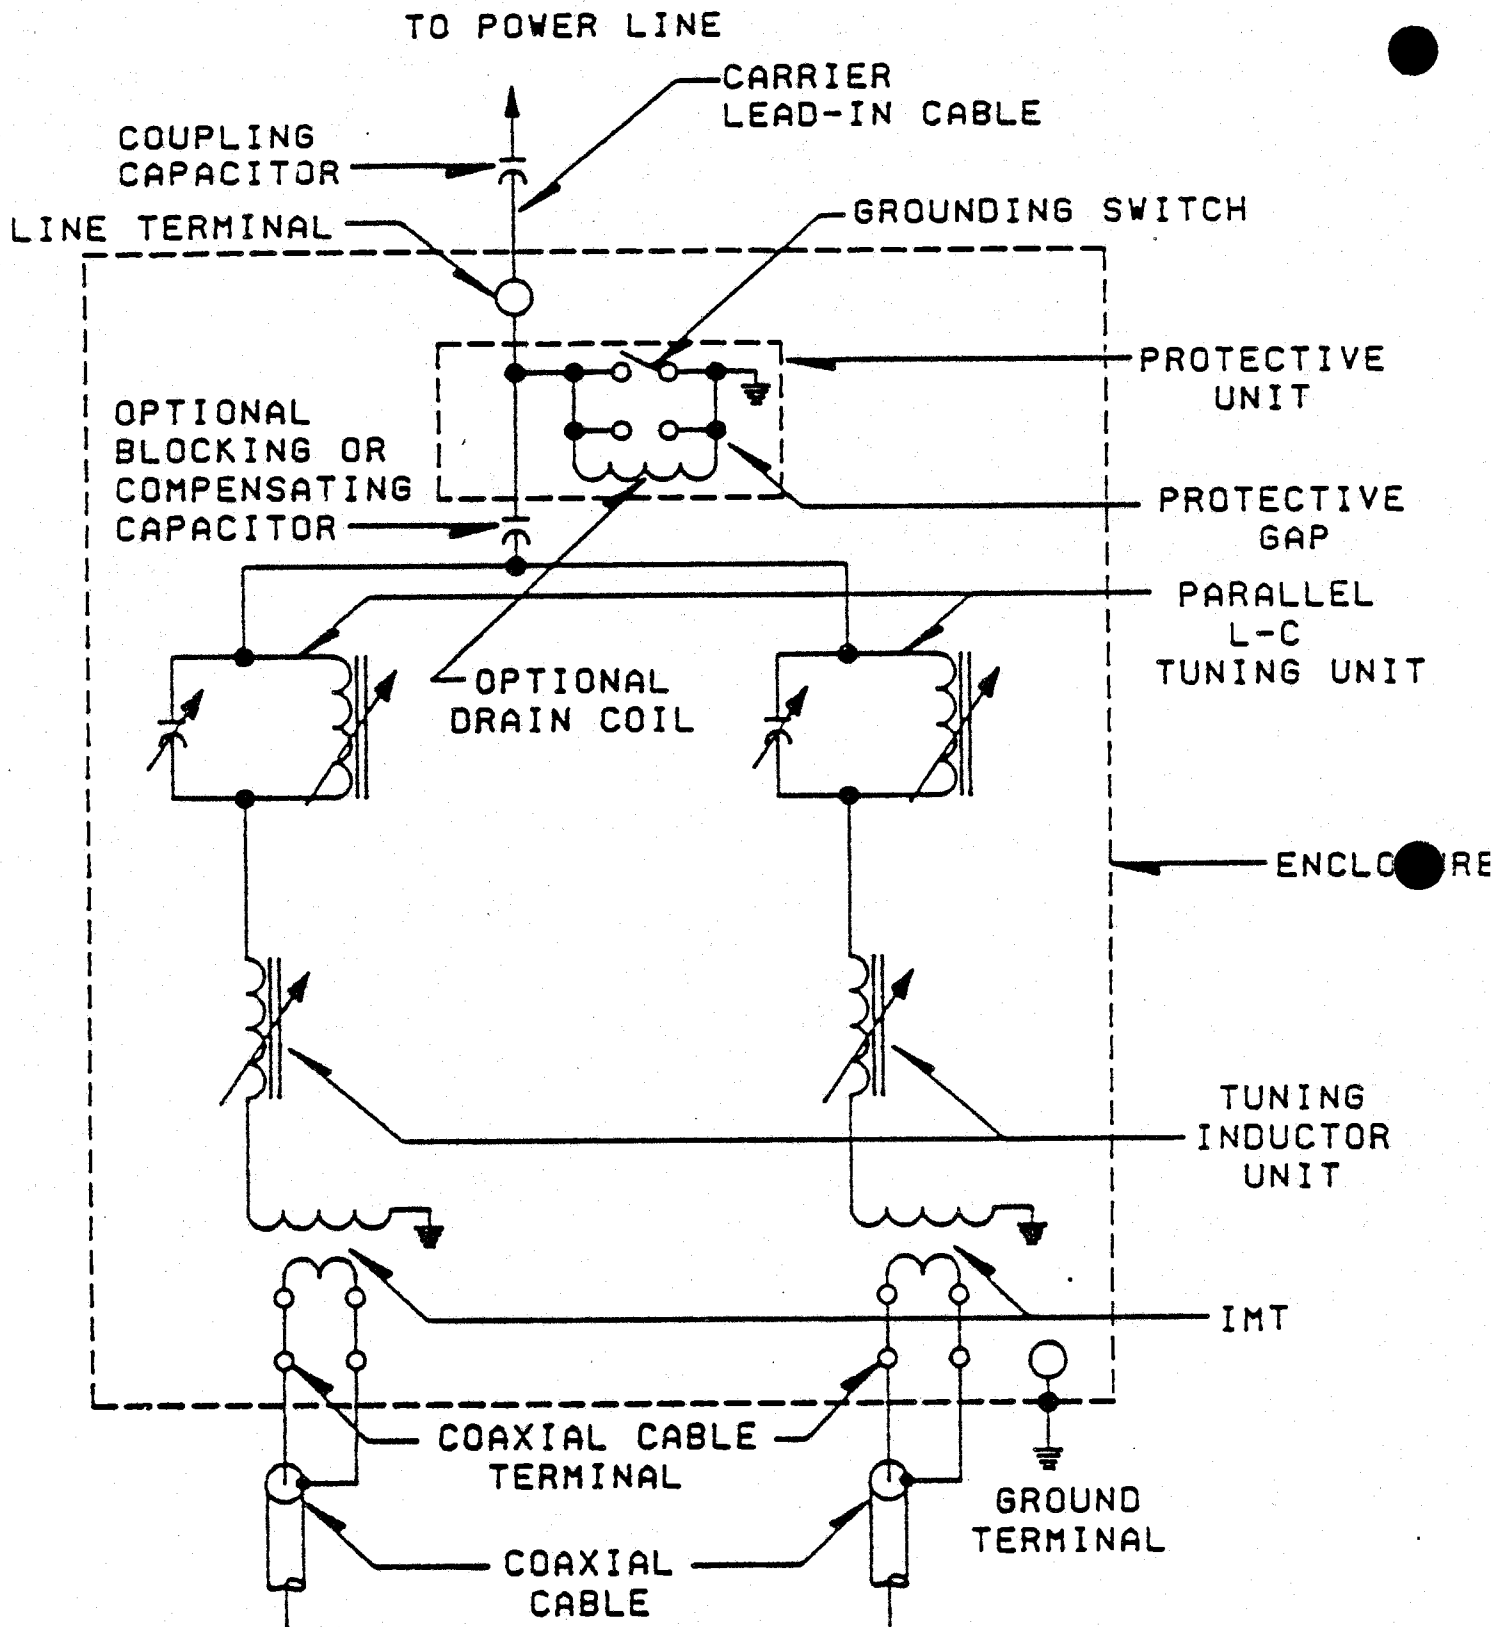 TO POWER LINE
CARRIER
LEAD-IN CABLE
COUPLING
CAPACITOR
LINE TERMINAL
GROUNDING SWITCH
PROTECTIVE
UNIT
OPTIONAL
BLOCKING OR
COMPENSATING
CAPACITOR
PROTECTIVE
GAP
PARALLEL
L-C
TUNING UNIT
OPTIONAL
DRAIN COIL
TUNING
INDUCTOR
UNIT
IMT
COAXIAL CABLE
TERMINAL
GROUND
TERMINAL
COAXIAL
CABLE